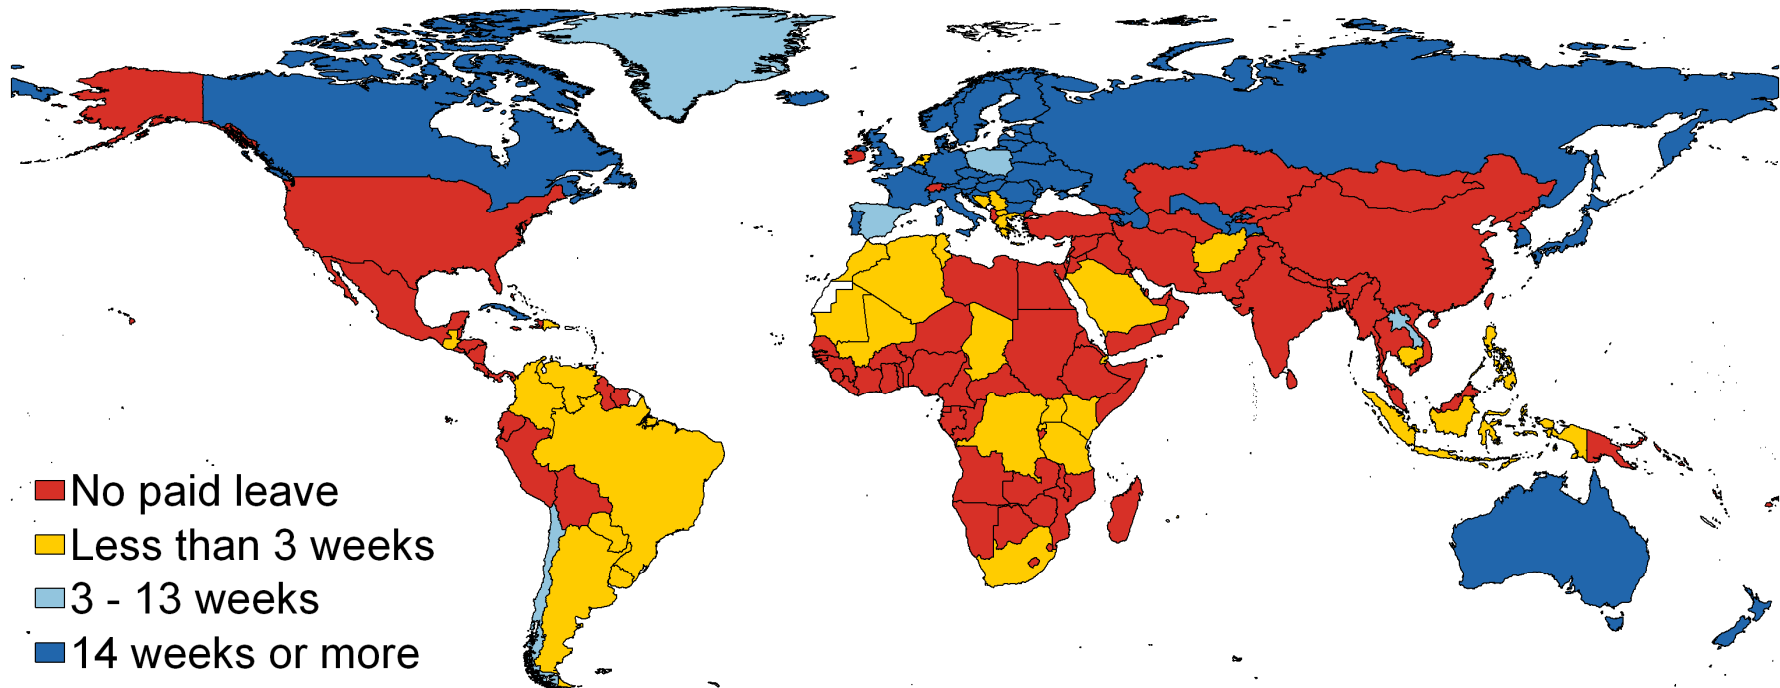 No paid leave
Less than 3 weeks
3 - 13 weeks
14 weeks or more